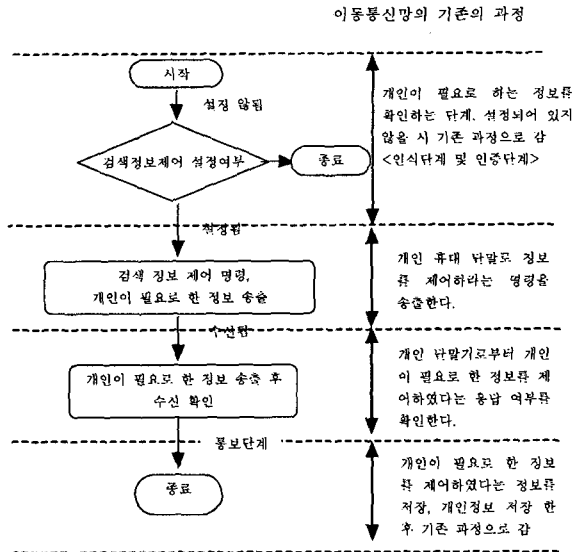 이동통신망의 기존의 과정
시작
설정 않됨
검색정보제어 설정여부
종료
개인이 필요로 하는 정보를
확인하는 단계. 설정되어 있지
않을 시 기존 과정으로 감
<인식단계 및 인증단계>
설정됨
검색 정보 제어 명령,
개인이 필요로 한 정보 송출
개인 휴대 단말로 정보
를 제어하라는 명령을
송출한다.
수신됨
개인이 필요로 한 정보 송출 후
수신 확인
개인 단말기로부터 개인
이 필요로 한 정보를 제
어하였다는 응답 여부를
확인한다.
통보단계
종료
개인이 필요로 한 정보
를 제어하였다는 정보를
저장, 개인정보 저장 한
후 기존 과정으로 감